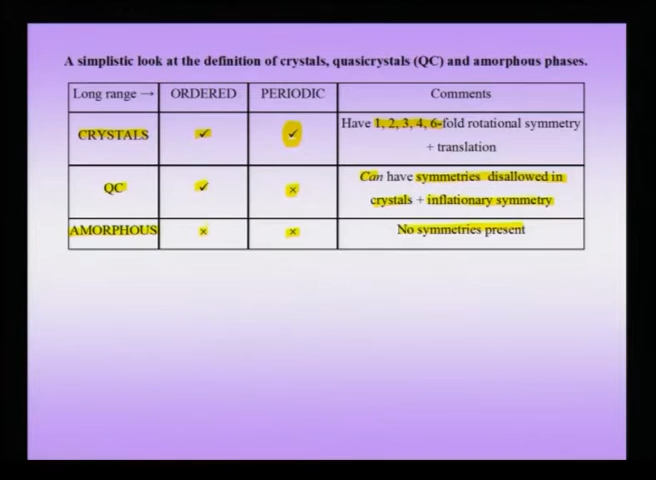 A simplistic look at the definition of crystals, quasicrystals (QC) and amorphous phases.
Long range → ORDERED PERIODIC Comments
CRYSTALS ✓ ✓ Have 1, 2, 3, 4, 6-fold rotational symmetry
+ translation
QC ✓ × Can have symmetries disallowed in
crystals + inflationary symmetry
AMORPHOUS × × No symmetries present